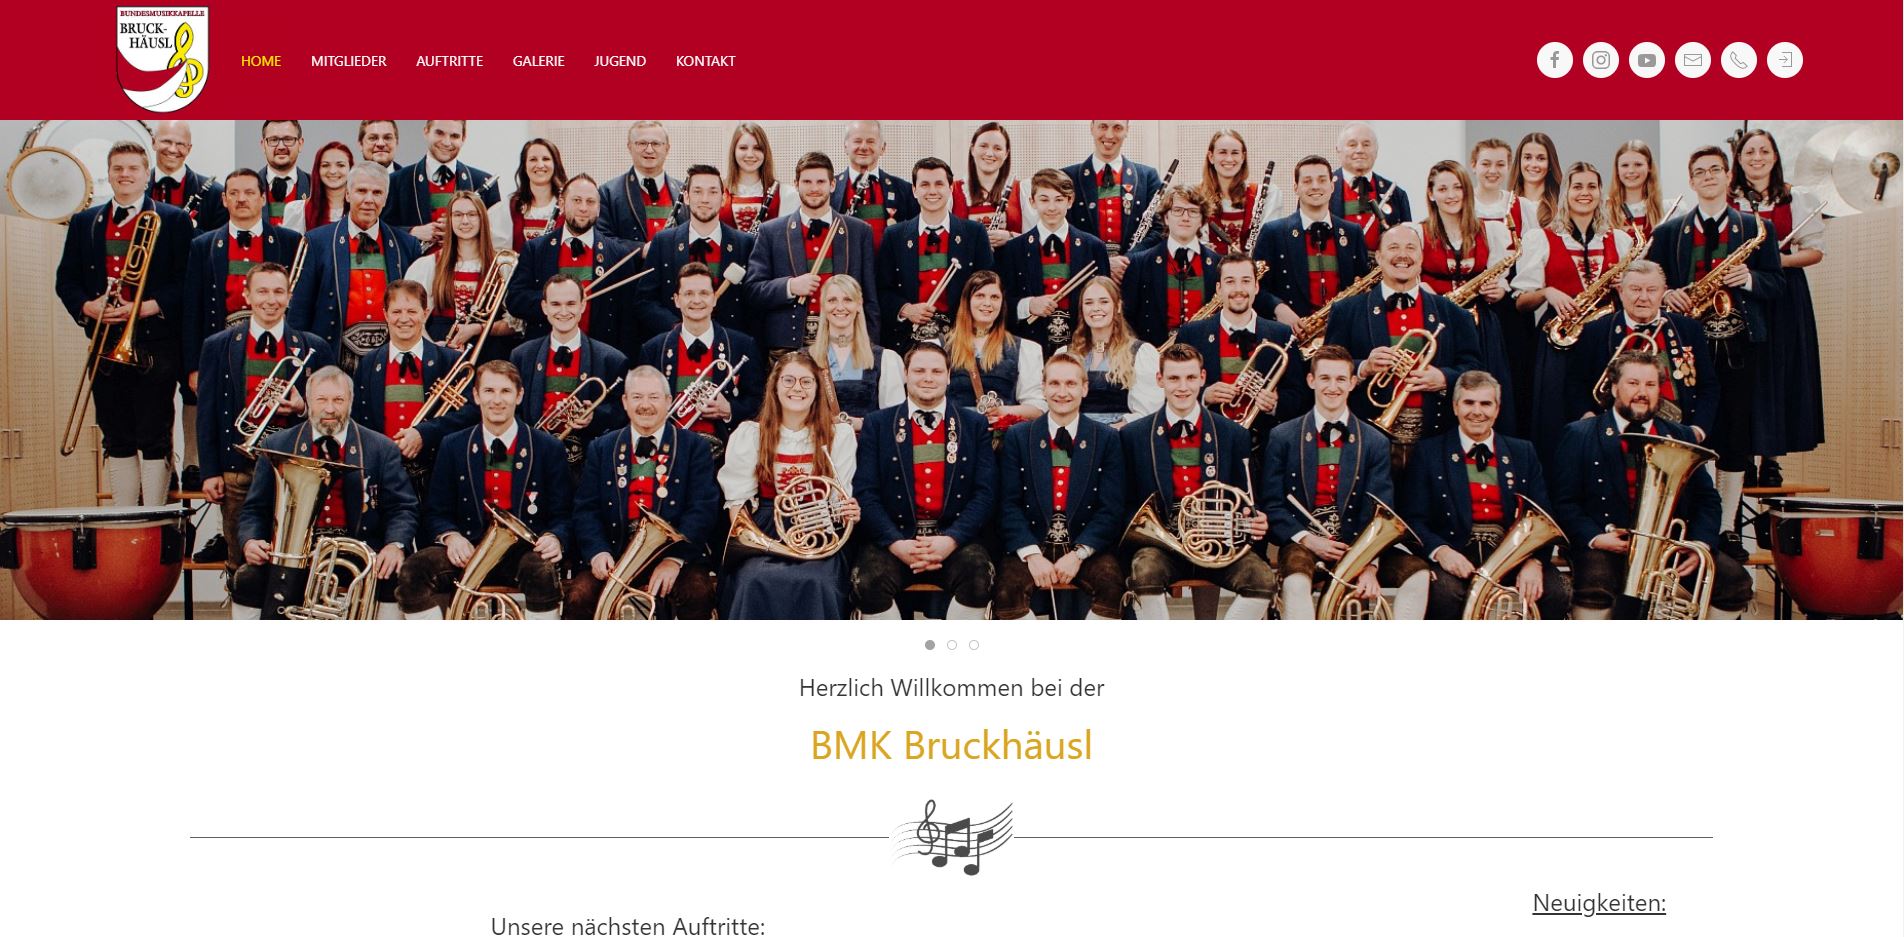 BUNDESMUSIKKAPELLE
BRUCK-
HÄUSL
HOME MITGLIEDER AUFTRITTE GALERIE JUGEND KONTAKT
Herzlich Willkommen bei der
BMK Bruckhäusl
Neuigkeiten:
Unsere nächsten Auftritte: